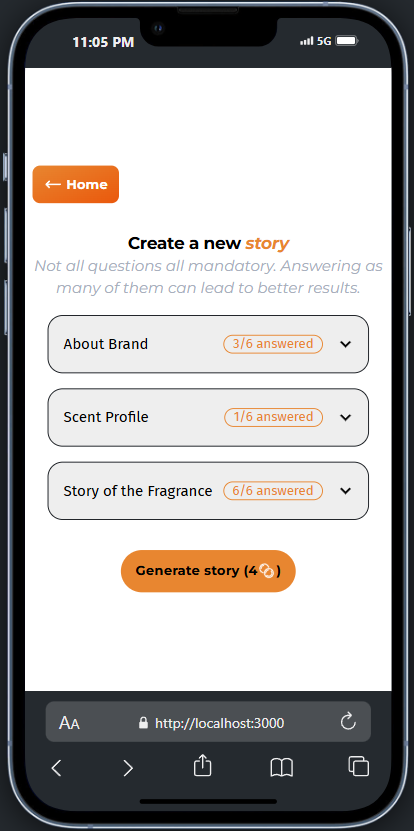 11:05 PM 5G
← Home
Create a new story
Not all questions all mandatory. Answering as
many of them can lead to better results.
About Brand 3/6 answered
Scent Profile 1/6 answered
Story of the Fragrance 6/6 answered
Generate story (4)
AA http://localhost:3000